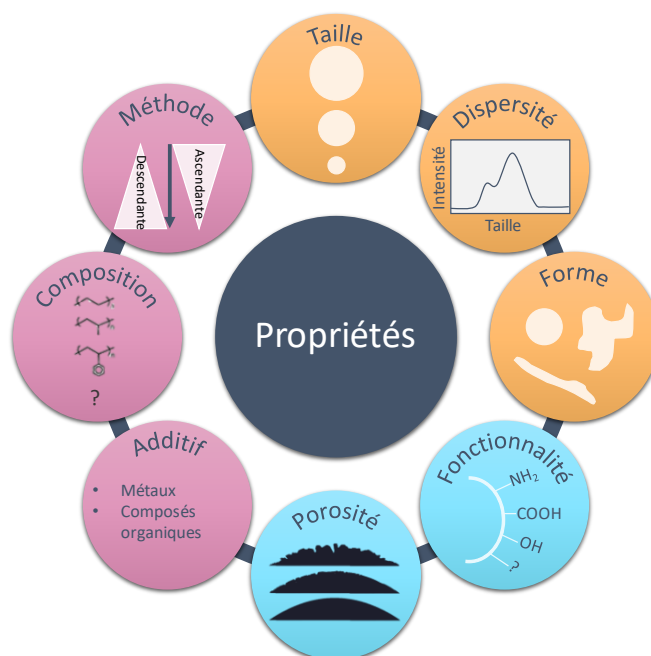 Taille
Dispersité
Intensité
Taille
Forme
Fonctionnalité
NH₂
COOH
OH
?
Porosité
Additif
• Métaux
• Composés
organiques
Composition
?
Méthode
Descendante
Ascendante
Propriétés